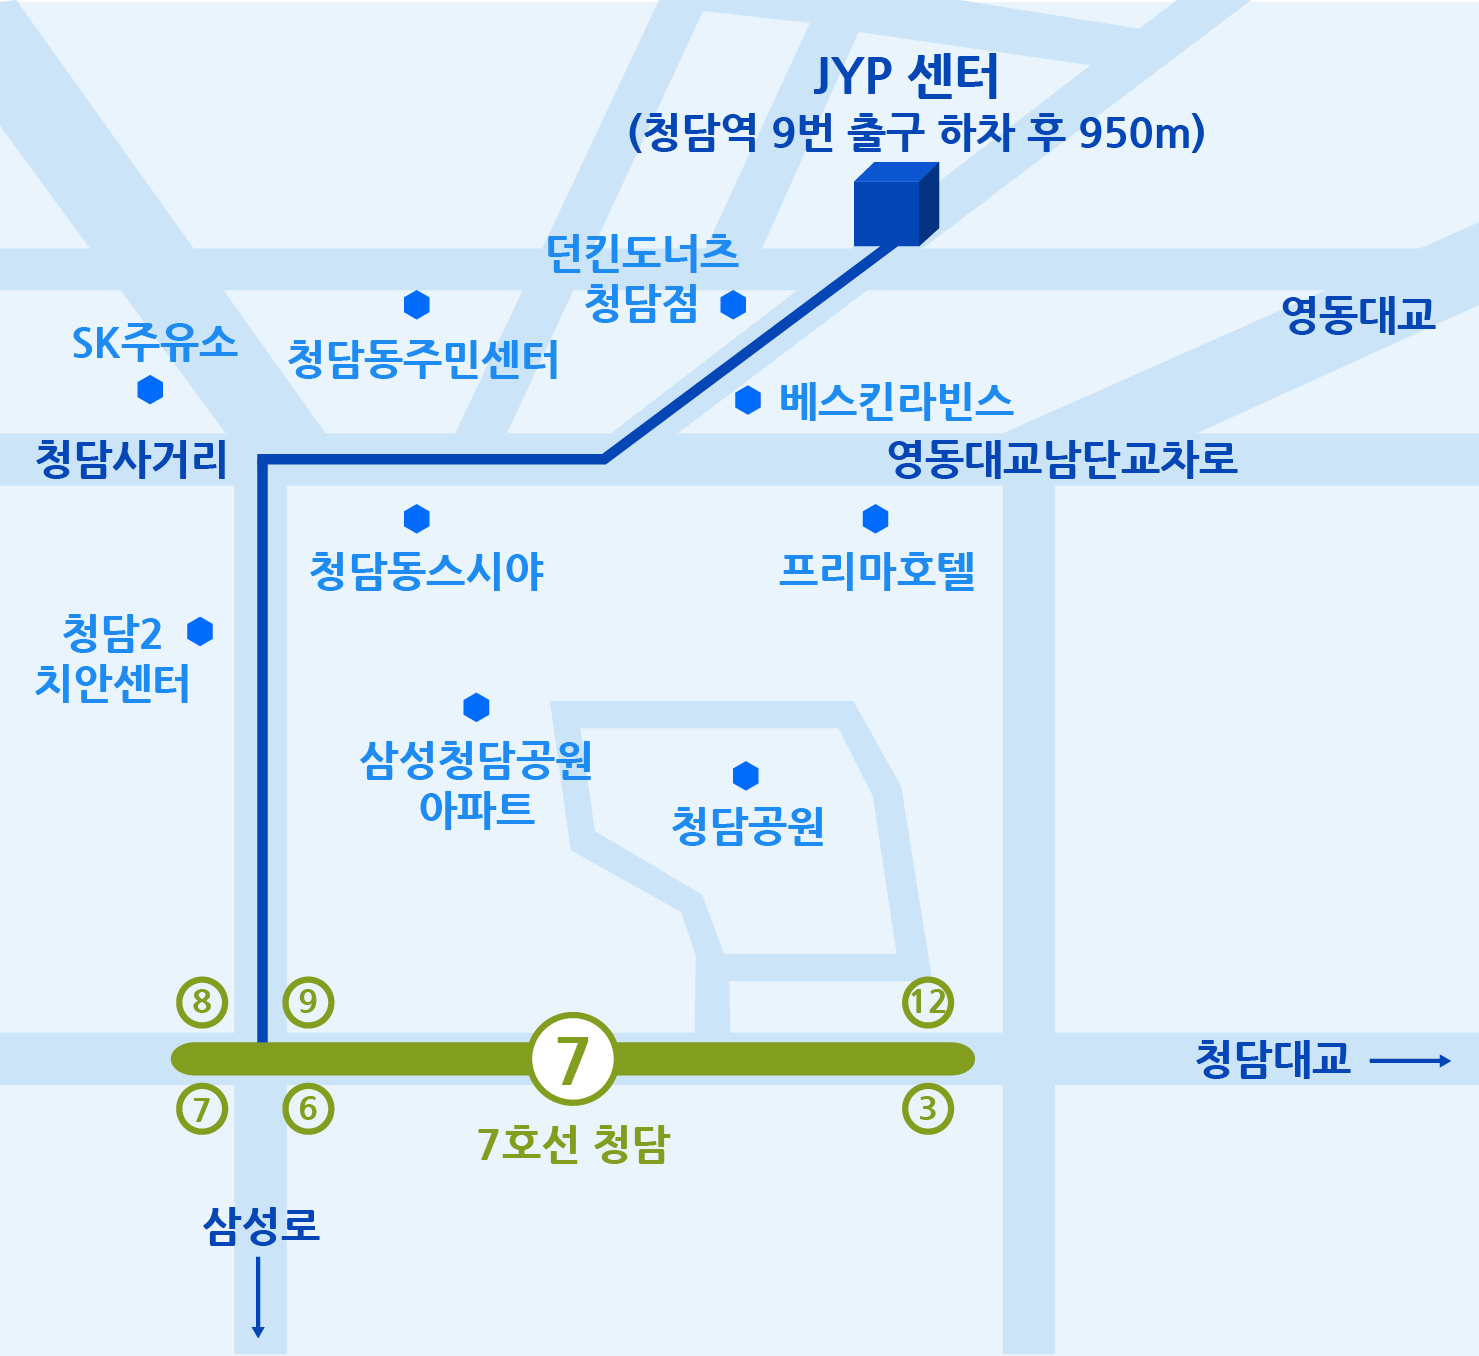 JYP 센터
(청담역 9번 출구 하차 후 950m)
던킨도너츠
청담점
영동대교
SK주유소
청담동주민센터
베스킨라빈스
청담사거리
영동대교남단교차로
청담동스시야
프리마호텔
청담2
치안센터
삼성청담공원
아파트
청담공원
8
9
12
7
청담대교
7
6
3
7호선 청담
삼성로